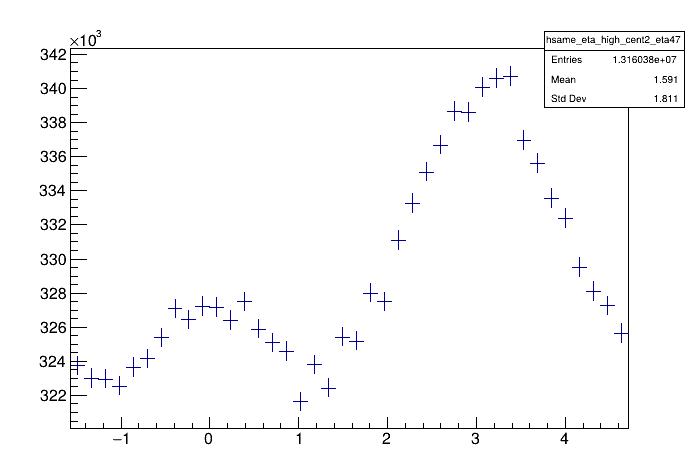 ×10³
hsame_eta_high_cent2_eta47
Entries 1.316038e+07
Mean 1.591
Std Dev 1.811
342
340
338
336
334
332
330
328
326
324
322
−1 0 1 2 3 4